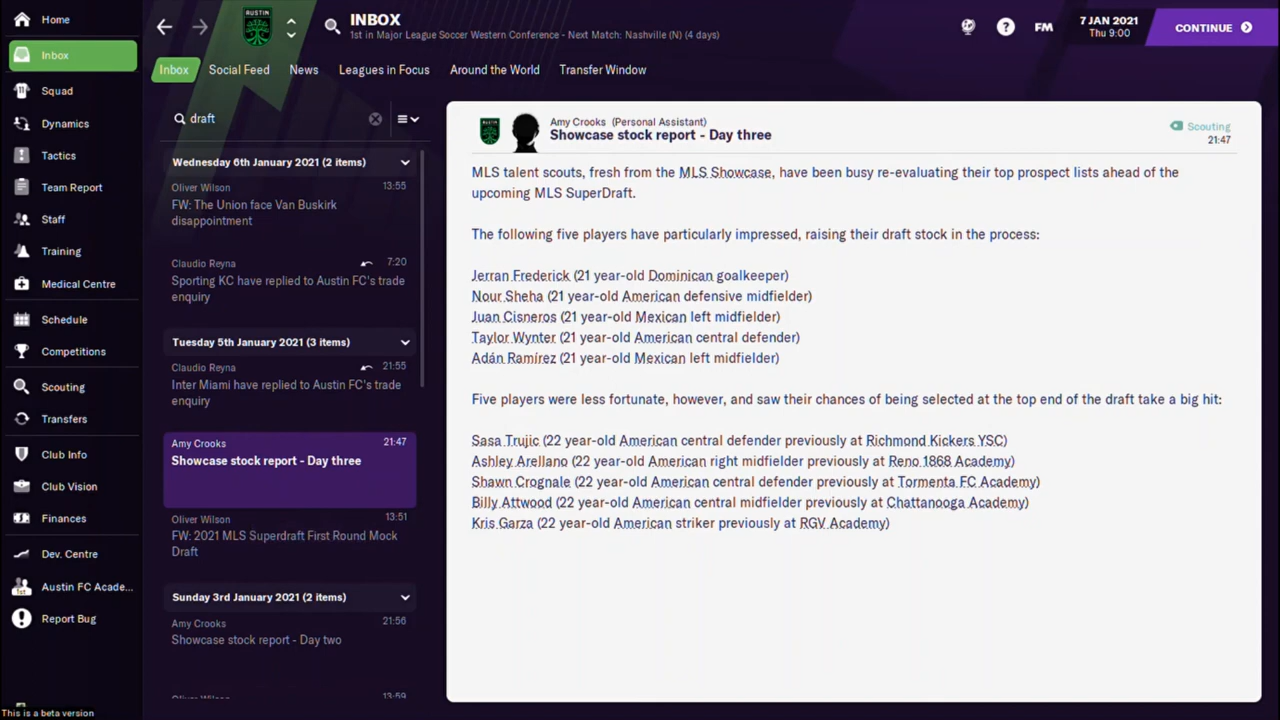 Home
Inbox
Squad
Dynamics
Tactics
Team Report
Staff
Training
Medical Centre
Schedule
Competitions
Scouting
Transfers
Club Info
Club Vision
Finances
Dev. Centre
Austin FC Acade...
Report Bug
This is a beta version
AUSTIN
INBOX
1st in Major League Soccer Western Conference - Next Match: Nashville (N) (4 days)
?
FM
7 JAN 2021
Thu 9:00
CONTINUE
Inbox
Social Feed
News
Leagues in Focus
Around the World
Transfer Window
draft
Wednesday 6th January 2021 (2 items)
Oliver Wilson 13:55
FW: The Union face Van Buskirk
disappointment
Claudio Reyna 7:20
Sporting KC have replied to Austin FC's trade
enquiry
Tuesday 5th January 2021 (3 items)
Claudio Reyna 21:55
Inter Miami have replied to Austin FC's trade
enquiry
Amy Crooks 21:47
Showcase stock report - Day three
Oliver Wilson 13:51
FW: 2021 MLS Superdraft First Round Mock
Draft
Sunday 3rd January 2021 (2 items)
Amy Crooks 21:56
Showcase stock report - Day two
Oliver Wilson 13:59
Amy Crooks (Personal Assistant)
Showcase stock report - Day three
Scouting
21:47
MLS talent scouts, fresh from the MLS Showcase, have been busy re-evaluating their top prospect lists ahead of the
upcoming MLS SuperDraft.
The following five players have particularly impressed, raising their draft stock in the process:
Jerran Frederick (21 year-old Dominican goalkeeper)
Nour Sheha (21 year-old American defensive midfielder)
Juan Cisneros (21 year-old Mexican left midfielder)
Taylor Wynter (21 year-old American central defender)
Adán Ramírez (21 year-old Mexican left midfielder)
Five players were less fortunate, however, and saw their chances of being selected at the top end of the draft take a big hit:
Sasa Trujic (22 year-old American central defender previously at Richmond Kickers YSC)
Ashley Arellano (22 year-old American right midfielder previously at Reno 1868 Academy)
Shawn Crognale (22 year-old American central defender previously at Tormenta FC Academy)
Billy Attwood (22 year-old American central midfielder previously at Chattanooga Academy)
Kris Garza (22 year-old American striker previously at RGV Academy)